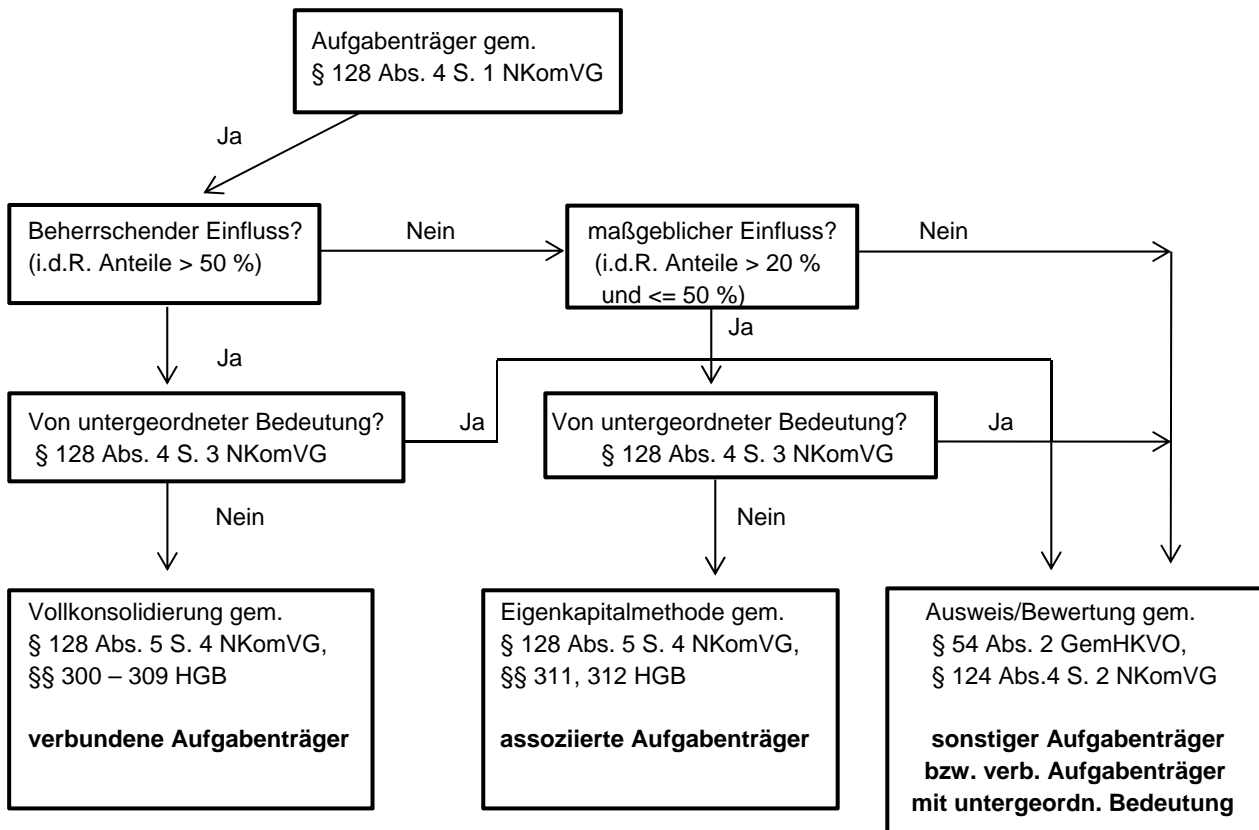 Aufgabenträger gem.
§ 128 Abs. 4 S. 1 NKomVG
Ja
Beherrschender Einfluss?
(i.d.R. Anteile > 50 %)
Nein
maßgeblicher Einfluss?
(i.d.R. Anteile > 20 %
und <= 50 %)
Nein
Ja
Ja
Von untergeordneter Bedeutung?
§ 128 Abs. 4 S. 3 NKomVG
Ja
Von untergeordneter Bedeutung?
§ 128 Abs. 4 S. 3 NKomVG
Ja
Nein
Nein
Vollkonsolidierung gem.
§ 128 Abs. 5 S. 4 NKomVG,
§§ 300 – 309 HGB
verbundene Aufgabenträger
Eigenkapitalmethode gem.
§ 128 Abs. 5 S. 4 NKomVG,
§§ 311, 312 HGB
assoziierte Aufgabenträger
Ausweis/Bewertung gem.
§ 54 Abs. 2 GemHKVO,
§ 124 Abs.4 S. 2 NKomVG
sonstiger Aufgabenträger
bzw. verb. Aufgabenträger
mit untergeordn. Bedeutung